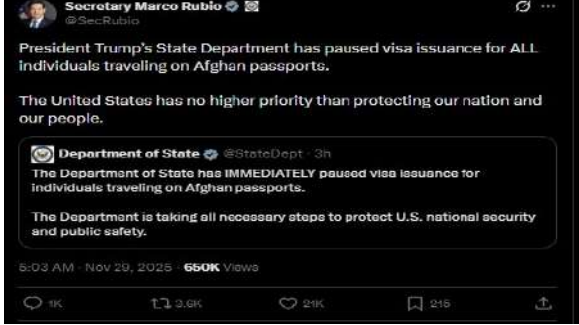 Secretary Marco Rubio
@SecRubio
President Trump's State Department has paused visa issuance for ALL
individuals traveling on Afghan passports.
The United States has no higher priority than protecting our nation and
our people.
Department of State @StateDept · 3h
The Department of State has IMMEDIATELY paused visa issuance for
individuals traveling on Afghan passports.
The Department is taking all necessary steps to protect U.S. national security
and public safety.
5:03 AM · Nov 29, 2025 · 650K Views
1K 3.6K 21K 215